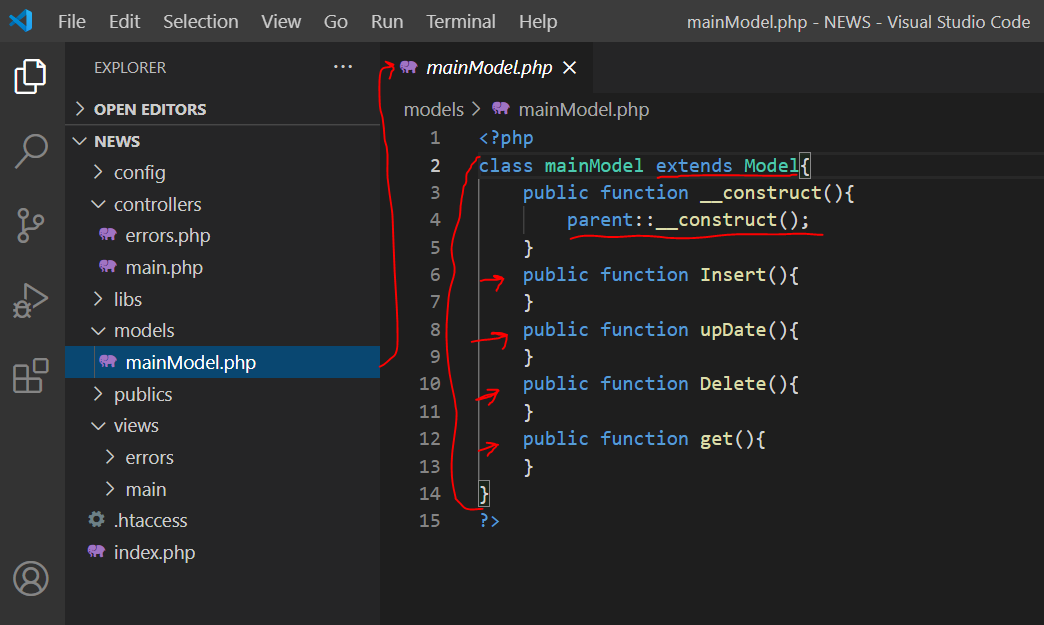 File Edit Selection View Go Run Terminal Help mainModel.php - NEWS - Visual Studio Code
EXPLORER ...
OPEN EDITORS
NEWS
config
controllers
errors.php
main.php
libs
models
mainModel.php
publics
views
errors
main
.htaccess
index.php
mainModel.php
models > mainModel.php
1 <?php
2 class mainModel extends Model{
3 public function __construct(){
4 parent::__construct();
5 }
6 public function Insert(){
7 }
8 public function upDate(){
9 }
10 public function Delete(){
11 }
12 public function get(){
13 }
14 }
15 ?>